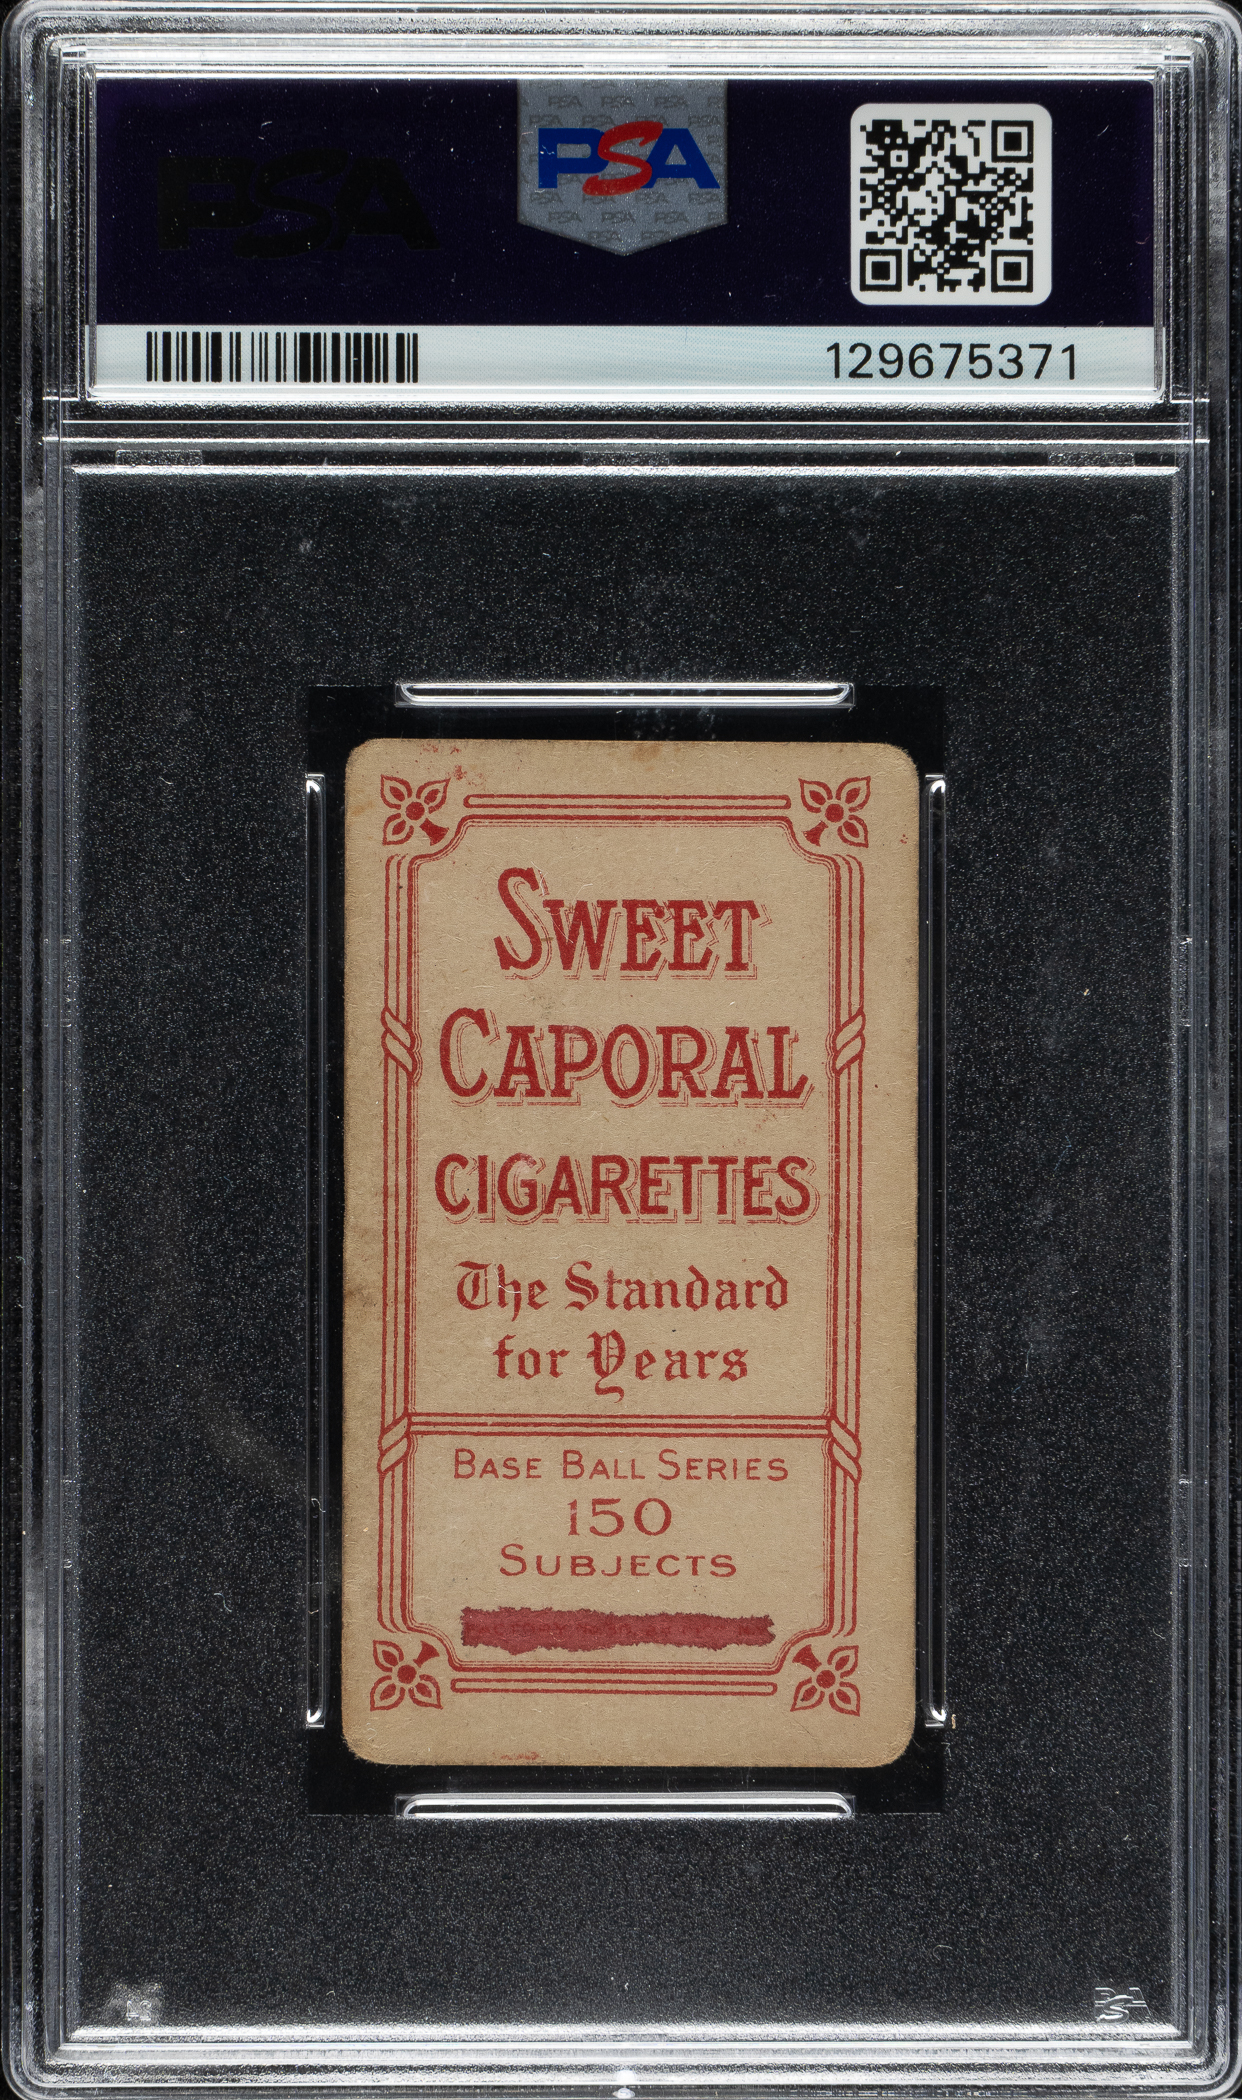 PSA
PSA
129675371
SWEET
CAPORAL
CIGARETTES
The Standard
for Years
BASE BALL SERIES
150
SUBJECTS